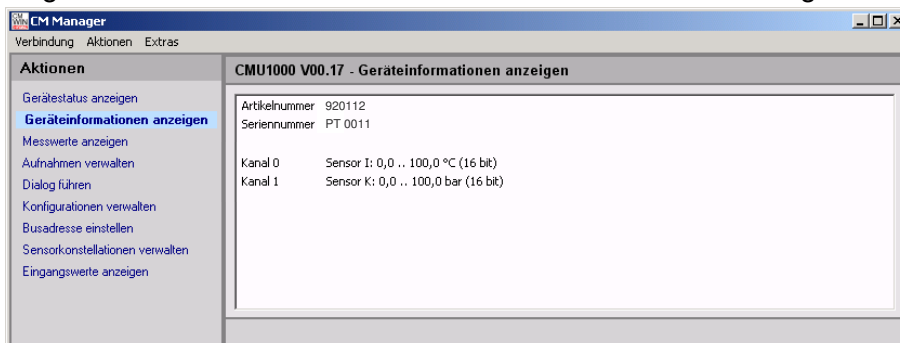 CM WIN CM Manager
Verbindung Aktionen Extras
Aktionen
Gerätestatus anzeigen
Geräteinformationen anzeigen
Messwerte anzeigen
Aufnahmen verwalten
Dialog führen
Konfigurationen verwalten
Busadresse einstellen
Sensorkonstellationen verwalten
Eingangswerte anzeigen
CMU1000 V00.17 - Geräteinformationen anzeigen
Artikelnummer 920112
Seriennummer PT 0011
Kanal 0 Sensor I: 0,0 .. 100,0 °C (16 bit)
Kanal 1 Sensor K: 0,0 .. 100,0 bar (16 bit)